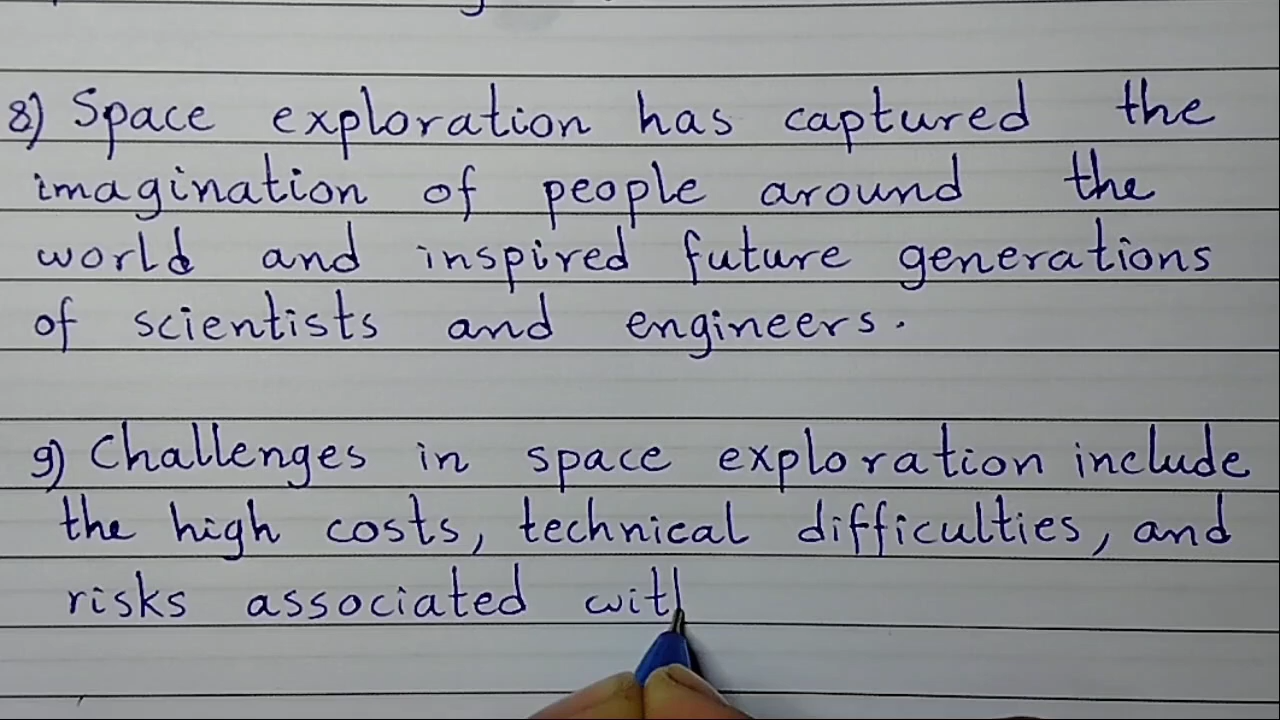 8) Space exploration has captured the
imagination of people around the
world and inspired future generations
of scientists and engineers.
9) Challenges in space exploration include
the high costs, technical difficulties, and
risks associated wit